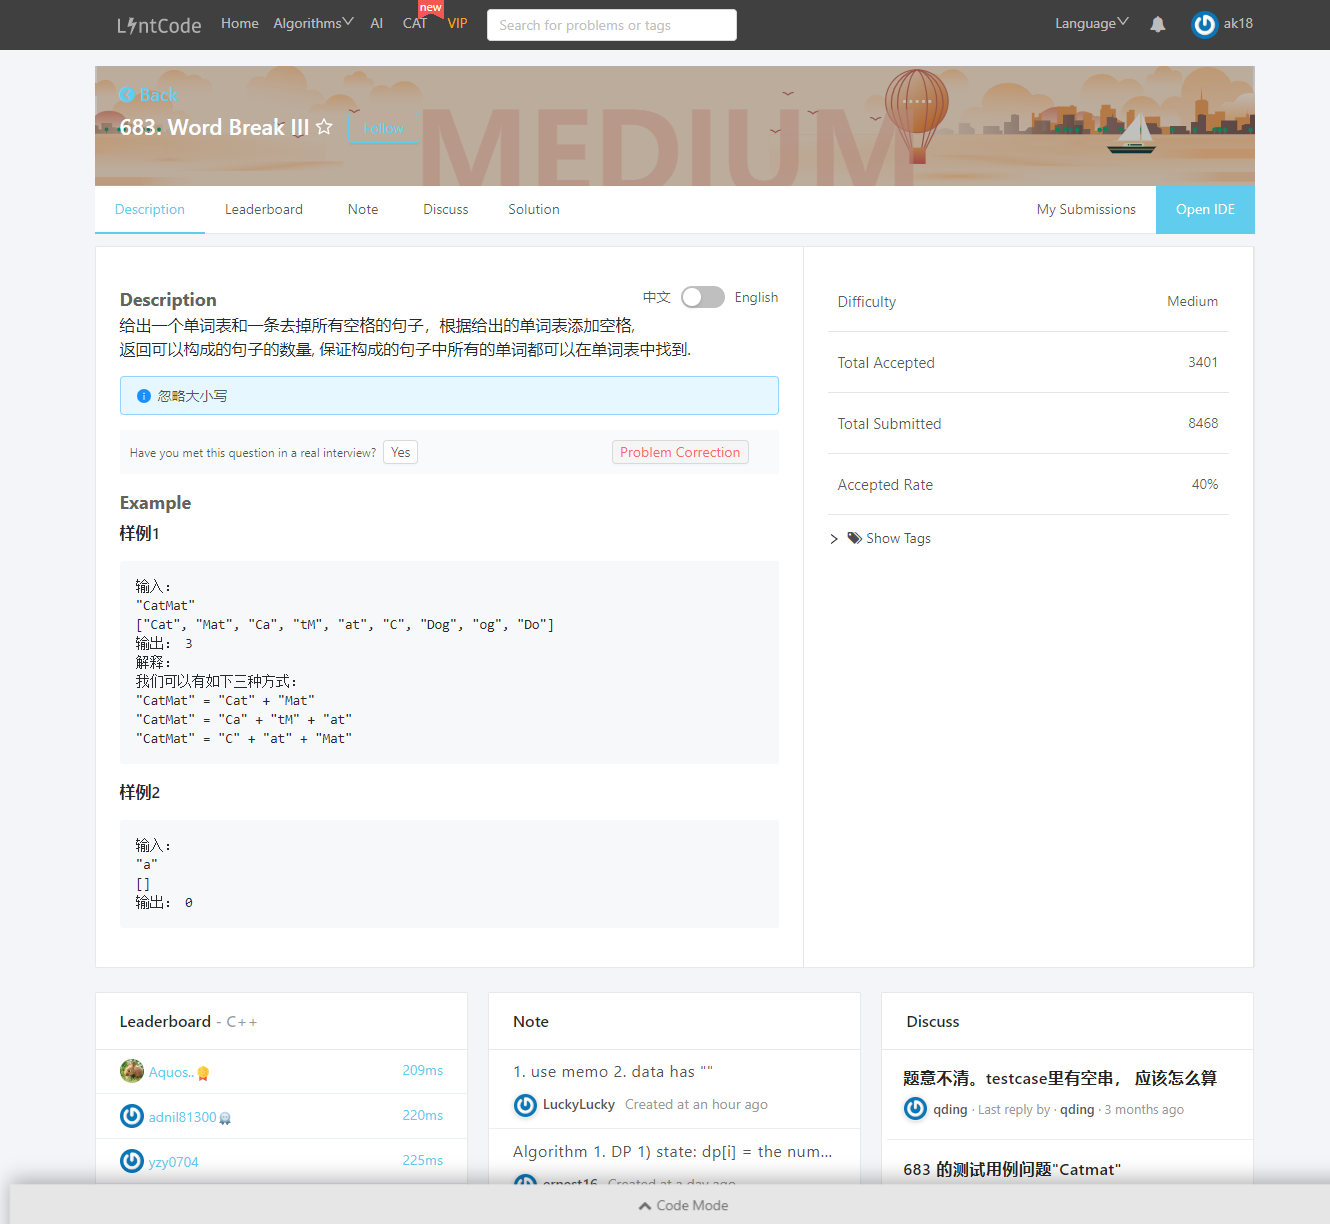 LintCode
Home
Algorithms
AI
CAT
new
VIP
Search for problems or tags
Language
ak18
Back
683. Word Break III
Follow
MEDIUM
Description
Leaderboard
Note
Discuss
Solution
My Submissions
Open IDE
Description
中文
English
给出一个单词表和一条去掉所有空格的句子，根据给出的单词表添加空格,
返回可以构成的句子的数量, 保证构成的句子中所有的单词都可以在单词表中找到.
忽略大小写
Have you met this question in a real interview?
Yes
Problem Correction
Example
样例1
输入：
"CatMat"
["Cat", "Mat", "Ca", "tM", "at", "C", "Dog", "og", "Do"]
输出： 3
解释：
我们可以有如下三种方式：
"CatMat" = "Cat" + "Mat"
"CatMat" = "Ca" + "tM" + "at"
"CatMat" = "C" + "at" + "Mat"
样例2
输入：
"a"
[]
输出： 0
Difficulty
Medium
Total Accepted
3401
Total Submitted
8468
Accepted Rate
40%
Show Tags
Leaderboard - C++
Aquos..
209ms
adnil81300
220ms
yzy0704
225ms
Note
1. use memo 2. data has ""
LuckyLucky Created at an hour ago
Algorithm 1. DP 1) state: dp[i] = the num...
ernest16 Created at a day ago
Discuss
题意不清。testcase里有空串， 应该怎么算
qding · Last reply by · qding · 3 months ago
683 的测试用例问题"Catmat"
Code Mode